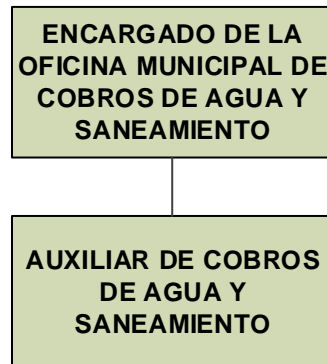 ENCARGADO DE LA
OFICINA MUNICIPAL DE
COBROS DE AGUA Y
SANEAMIENTO
AUXILIAR DE COBROS
DE AGUA Y
SANEAMIENTO